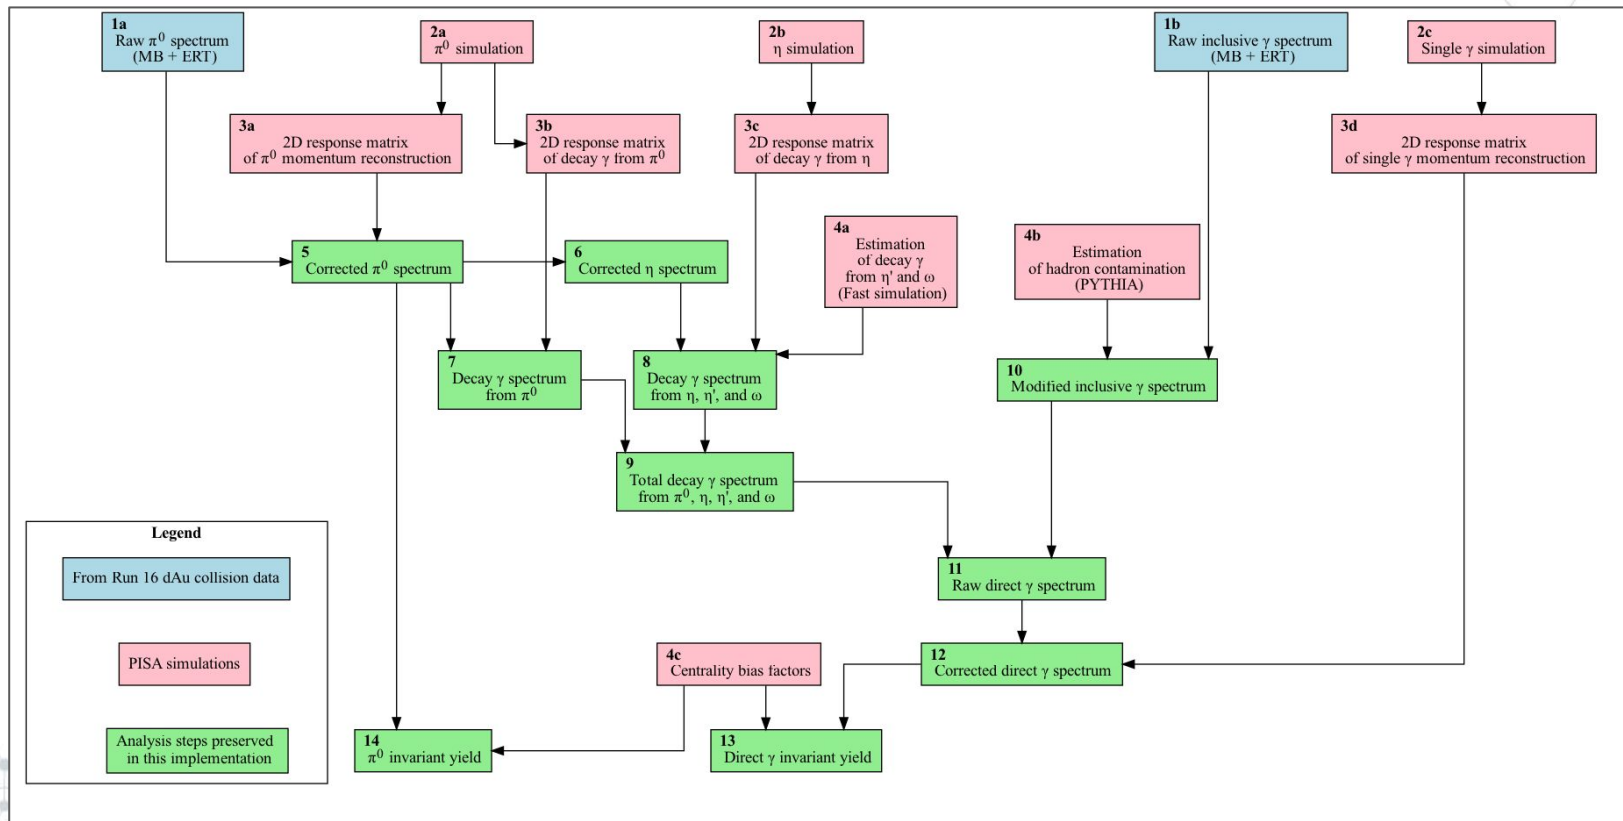 1a
Raw π⁰ spectrum
(MB + ERT)
2a
π⁰ simulation
2b
η simulation
1b
Raw inclusive γ spectrum
(MB + ERT)
2c
Single γ simulation
3a
2D response matrix
of π⁰ momentum reconstruction
3b
2D response matrix
of decay γ from π⁰
3c
2D response matrix
of decay γ from η
3d
2D response matrix
of single γ momentum reconstruction
4a
Estimation
of decay γ
from η' and ω
(Fast simulation)
4b
Estimation
of hadron contamination
(PYTHIA)
5
Corrected π⁰ spectrum
6
Corrected η spectrum
7
Decay γ spectrum
from π⁰
8
Decay γ spectrum
from η, η', and ω
10
Modified inclusive γ spectrum
9
Total decay γ spectrum
from π⁰, η, η', and ω
11
Raw direct γ spectrum
4c
Centrality bias factors
12
Corrected direct γ spectrum
14
π⁰ invariant yield
13
Direct γ invariant yield
Legend
From Run 16 dAu collision data
PISA simulations
Analysis steps preserved
in this implementation